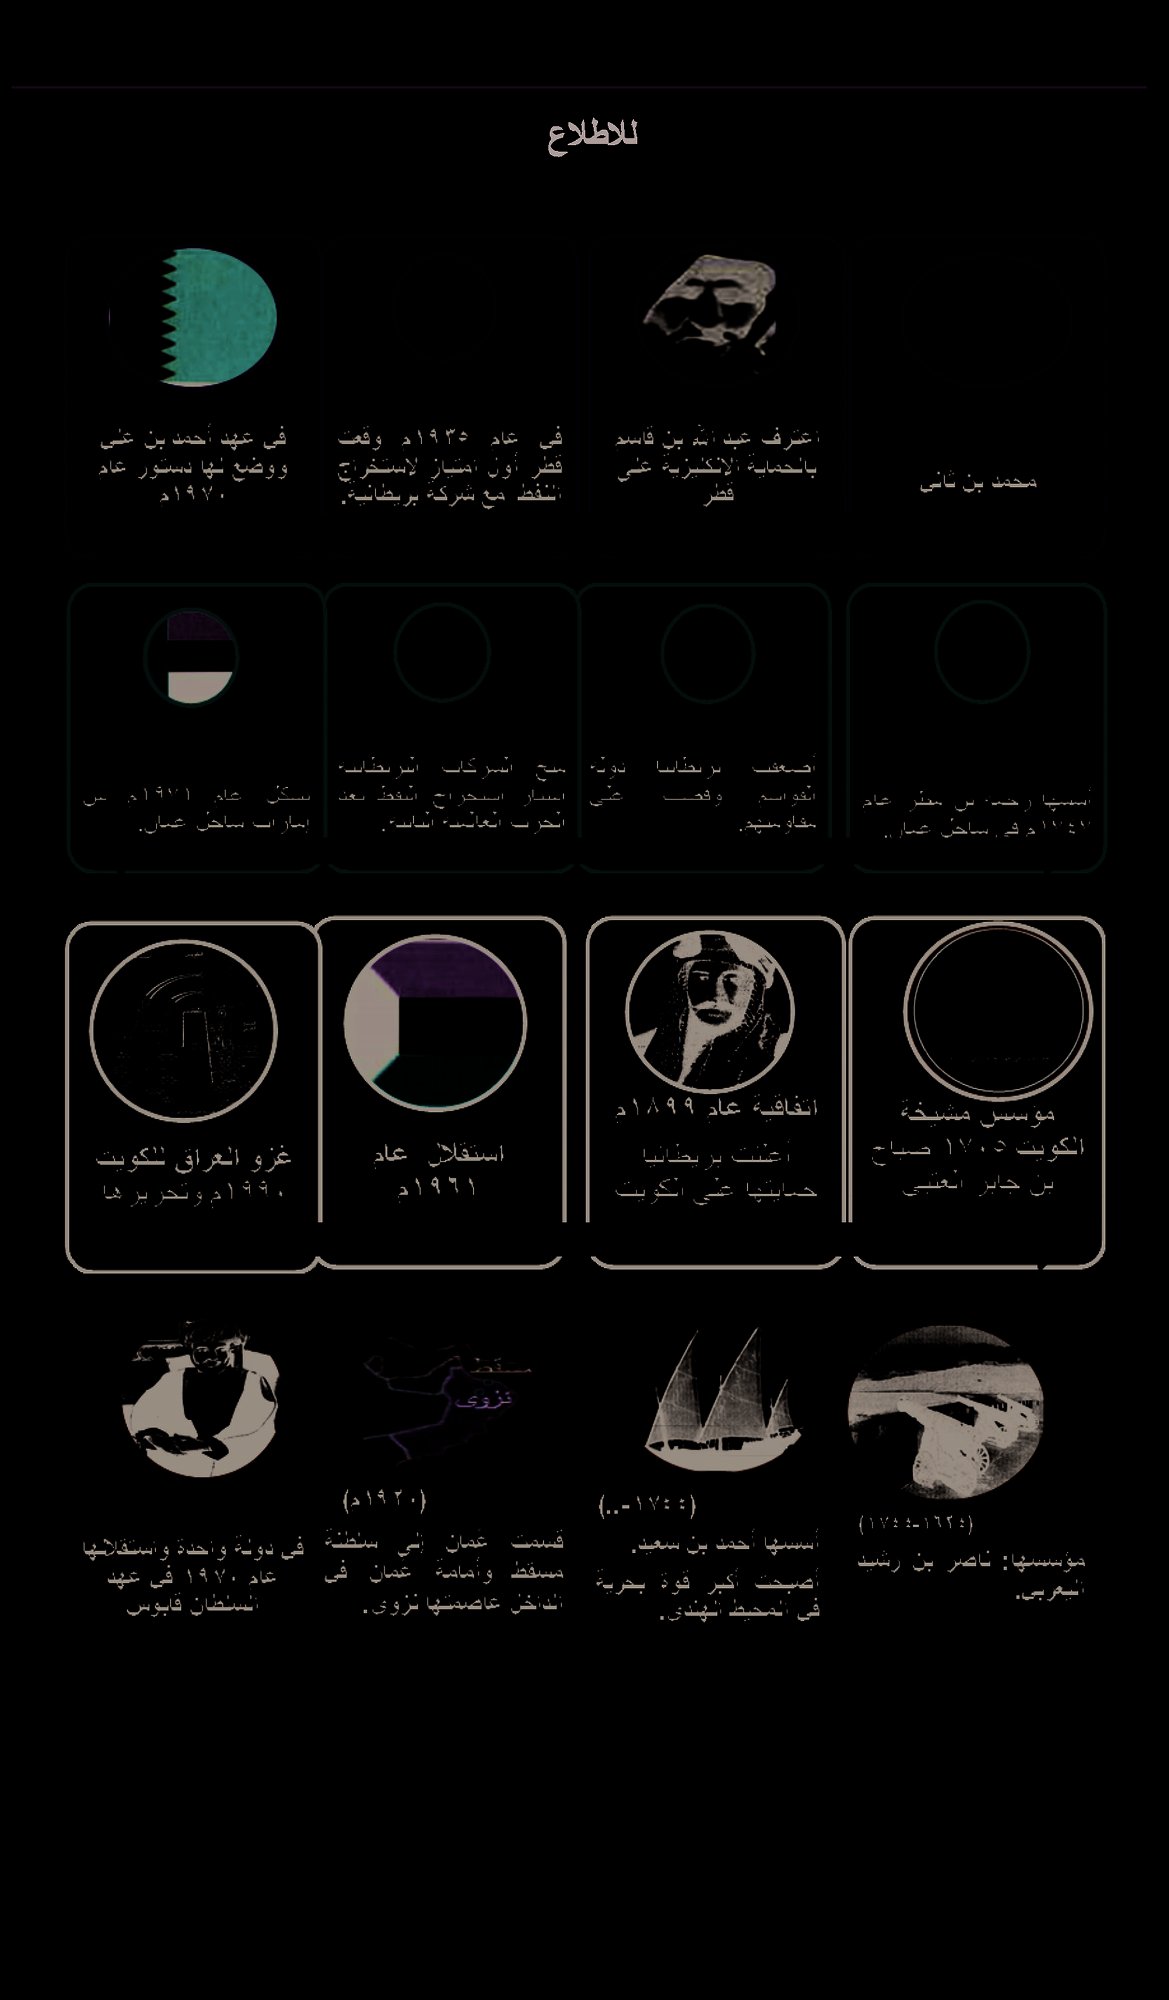 للاطلاع
محمد بن ثاني
اعترف عبد الله بن قاسم
بالحماية الإنكليزية على
قطر
في عام ١٩٣٥م وقعت
قطر أول امتياز لاستخراج
النفط مع شركة بريطانية.
في عهد أحمد بن علي
ووضع لها دستور عام
١٩٧٠م
أسسها رحمة بن مطر عام
م في ساحل عمان.
أضعفت بريطانيا دولة
القواسم وقضت على
مقاومتهم.
منح الشركات البريطانية
امتياز استخراج النفط بعد
الحرب العالمية الثانية.
تشكل عام ١٩٧١م من
إمارات ساحل عمان.
مؤسس مشيخة
الكويت ١٧٠٥ صباح
بن جابر العتبي
اتفاقية عام ١٨٩٩م
أعلنت بريطانيا
حمايتها على الكويت
استقلال عام
١٩٦١م
غزو العراق للكويت
١٩٩٠م وتحريرها
(١٦٢٤-١٧٤٤)
مؤسسها: ناصر بن رشيد
اليعربي.
(١٧٤٤-..)
أسسها أحمد بن سعيد.
أصبحت أكبر قوة بحرية
في المحيط الهندي.
مسقط
نزوى
(١٩٢٠م)
قسمت عُمان إلى سلطنة
مسقط وأمامة عمان في
الداخل عاصمتها نزوى.
في دولة واحدة واستقلالها
عام ١٩٧٠ في عهد
السلطان قابوس